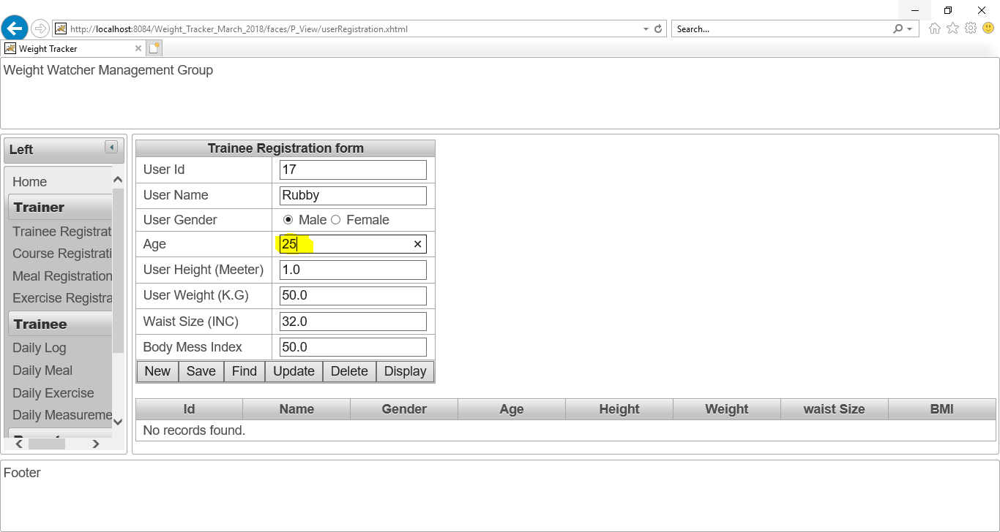 http://localhost:8084/Weight_Tracker_March_2018/faces/P_View/userRegistration.xhtml
Search...
Weight Tracker
Weight Watcher Management Group
Left
Home
Trainer
Trainee Registrat
Course Registrati
Meal Registration
Exercise Registra
Trainee
Daily Log
Daily Meal
Daily Exercise
Daily Measureme
Trainee Registration form
User Id 17
User Name Rubby
User Gender Male Female
Age 25
User Height (Meeter) 1.0
User Weight (K.G) 50.0
Waist Size (INC) 32.0
Body Mess Index 50.0
New Save Find Update Delete Display
Id Name Gender Age Height Weight waist Size BMI
No records found.
Footer